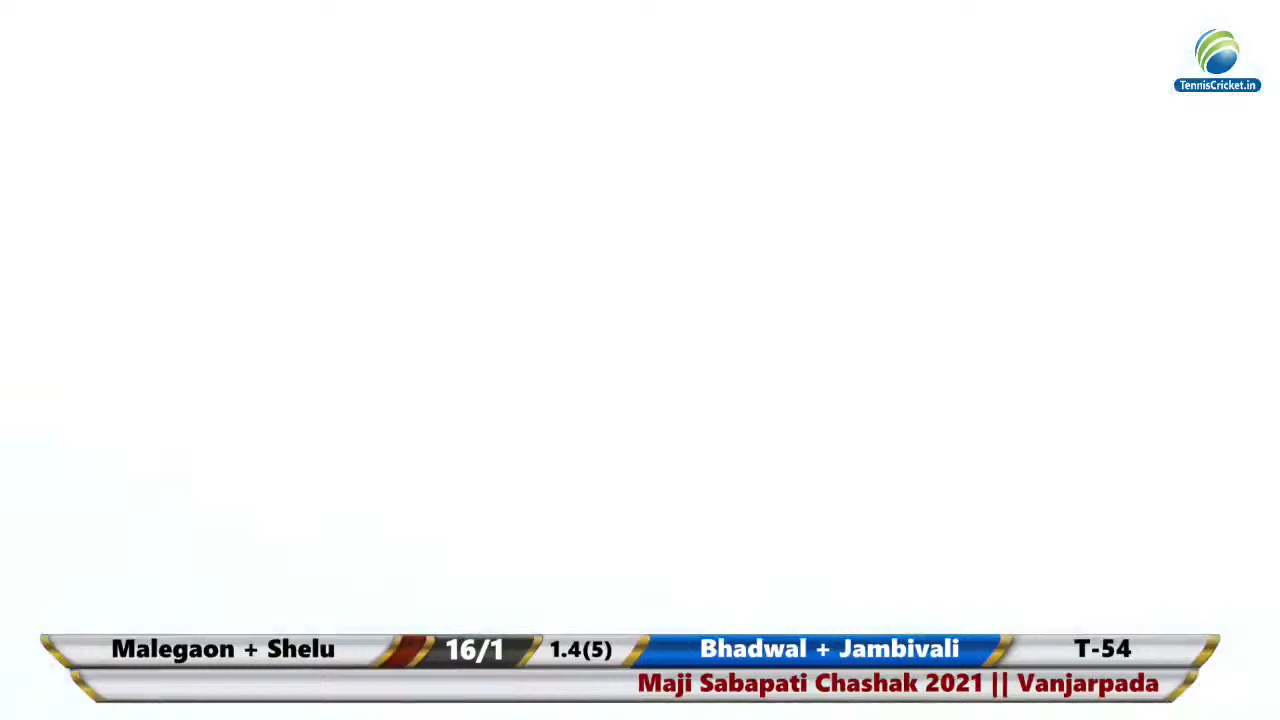 TennisCricket.in
Malegaon + Shelu 16/1 1.4(5) Bhadwal + Jambivali T-54
Maji Sabapati Chashak 2021 || Vanjarpada